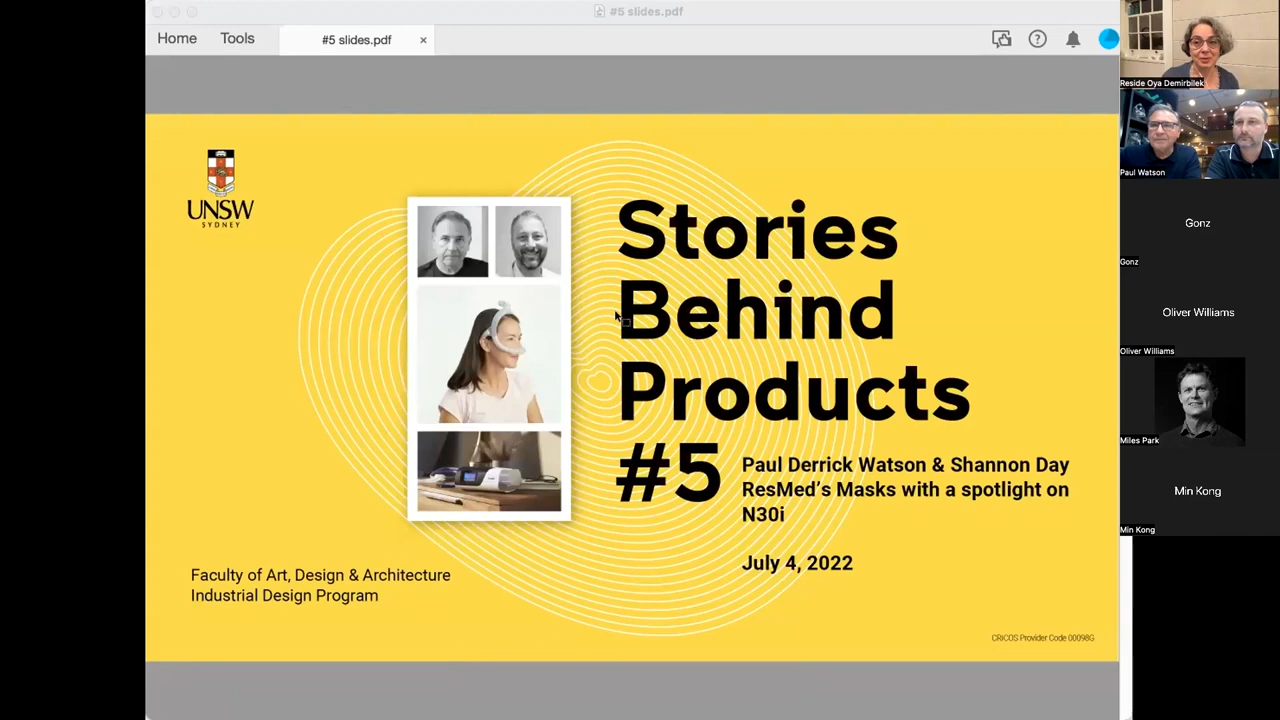 #5 slides.pdf
Home
Tools
#5 slides.pdf
UNSW
SYDNEY
Stories
Behind
Products
#5
Paul Derrick Watson & Shannon Day
ResMed's Masks with a spotlight on
N30i
July 4, 2022
Faculty of Art, Design & Architecture
Industrial Design Program
CRICOS Provider Code 00098G
Reside Oya Demirbilek
Paul Watson
Gonz
Gonz
Oliver Williams
Oliver Williams
Miles Park
Min Kong
Min Kong